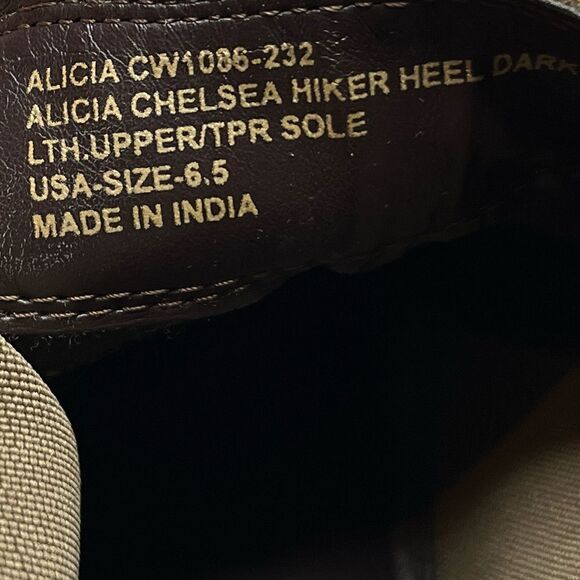 ALICIA CW1086-232
ALICIA CHELSEA HIKER HEEL DARK
LTH.UPPER/TPR SOLE
USA-SIZE-6.5
MADE IN INDIA